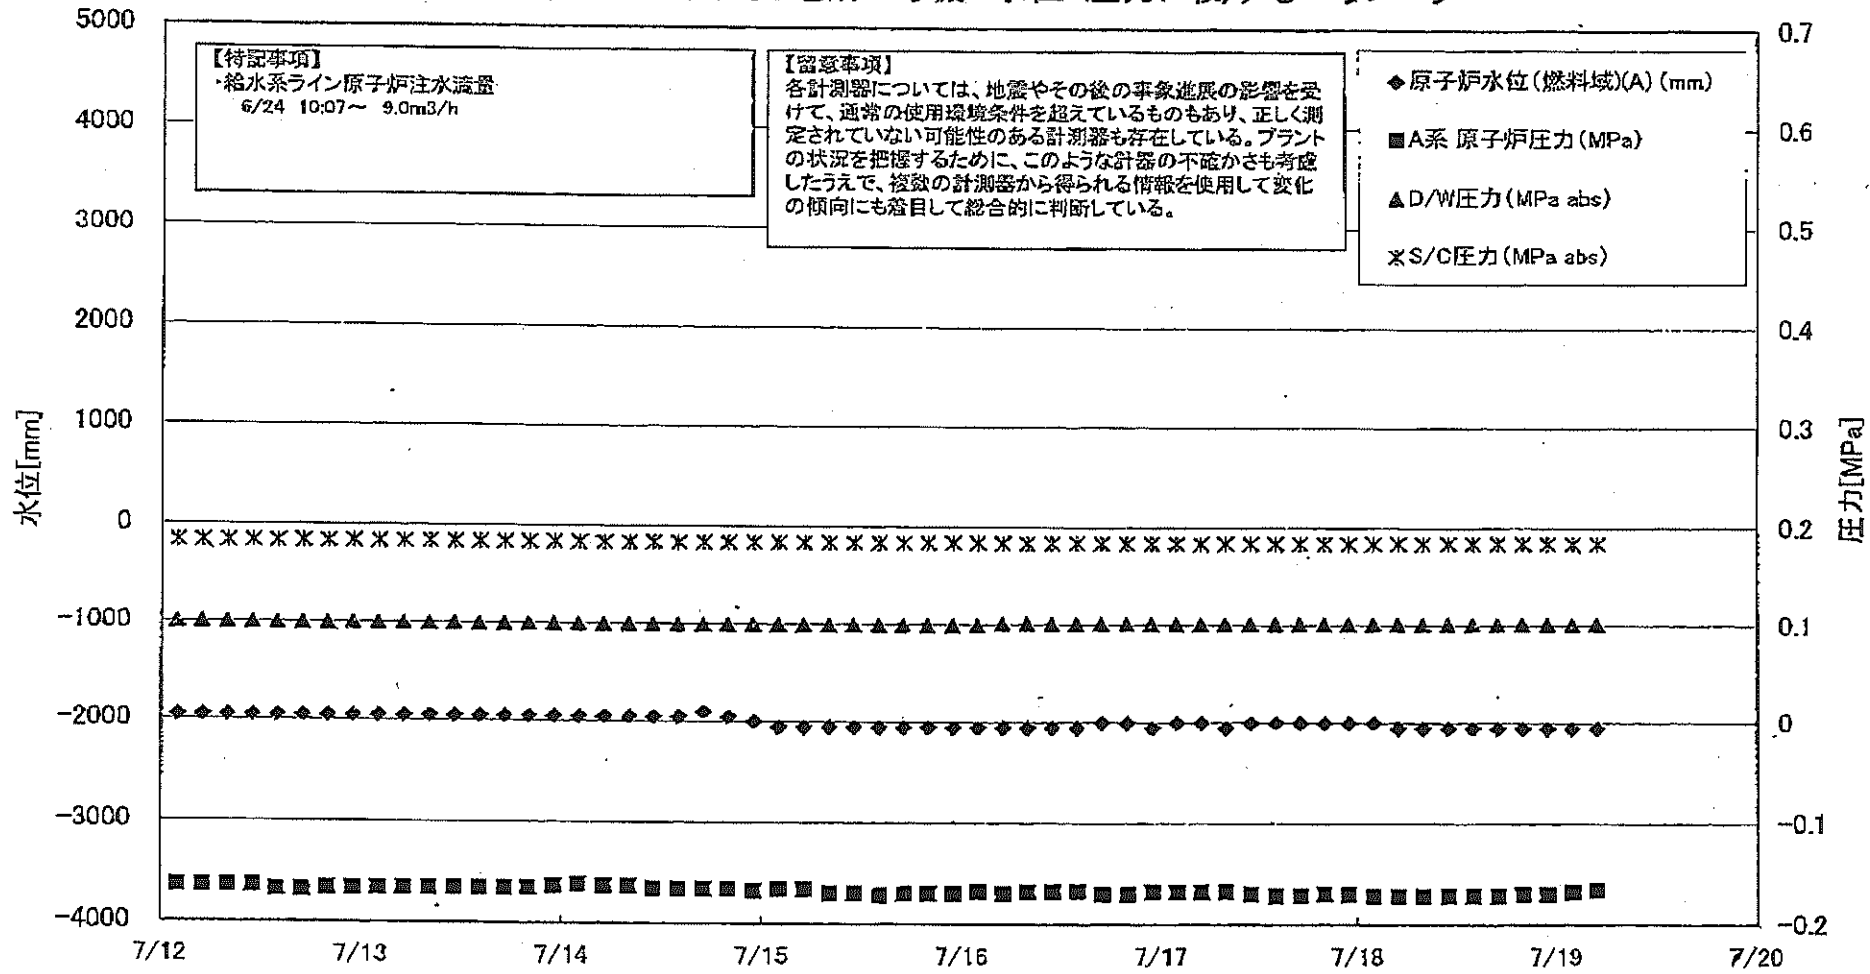 【特記事項】
・給水系ライン原子炉注水流量
6/24 10:07～ 9.0m3/h
【留意事項】
各計測器については、地震やその後の事象進展の影響を受
けて、通常の使用環境条件を超えているものもあり、正しく測
定されていない可能性のある計測器も存在している。プラント
の状況を把握するために、このような計器の不確かさも考慮
したうえで、複数の計測器から得られる情報を使用して変化
の傾向にも着目して総合的に判断している。
◆原子炉水位(燃料域)(A)(mm)
■A系 原子炉圧力(MPa)
▲D/W圧力(MPa abs)
S/C圧力(MPa abs)
水位[mm]
5000
4000
3000
2000
1000
0
-1000
-2000
-3000
-4000
0.7
0.6
0.5
0.4
0.3
0.2
0.1
0
-0.1
-0.2
圧力[MPa]
7/12
7/13
7/14
7/15
7/16
7/17
7/18
7/19
7/20